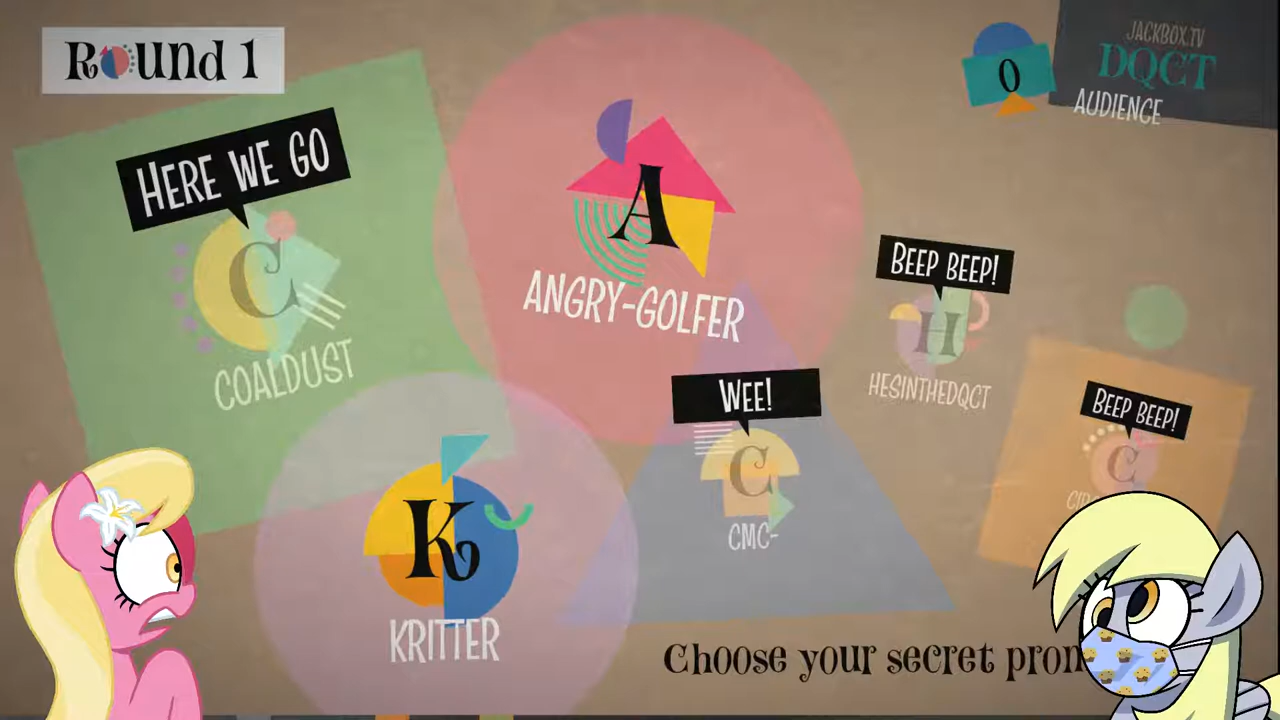 Round 1
JACKBOX.TV
DQCT
0
AUDIENCE
HERE WE GO
C
COALDUST
A
ANGRY-GOLFER
BEEP BEEP!
H
HESINTHEDQCT
WEE!
C
CMC-
BEEP BEEP!
C
K
KRITTER
Choose your secret